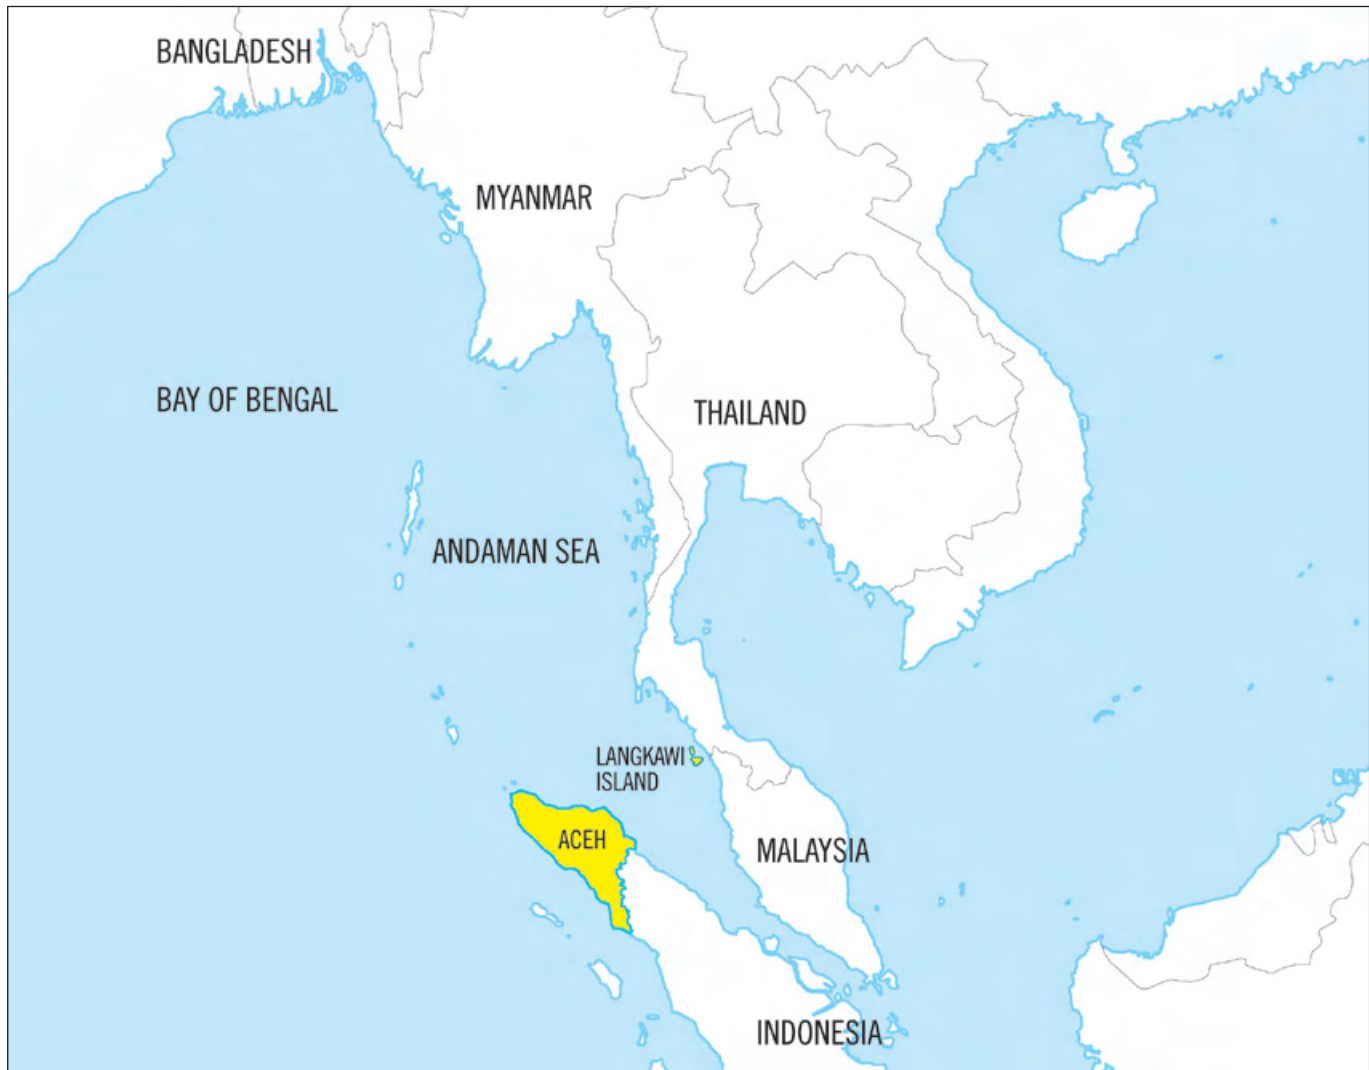 BANGLADESH
MYANMAR
BAY OF BENGAL
THAILAND
ANDAMAN SEA
LANGKAWI
ISLAND
ACEH
MALAYSIA
INDONESIA